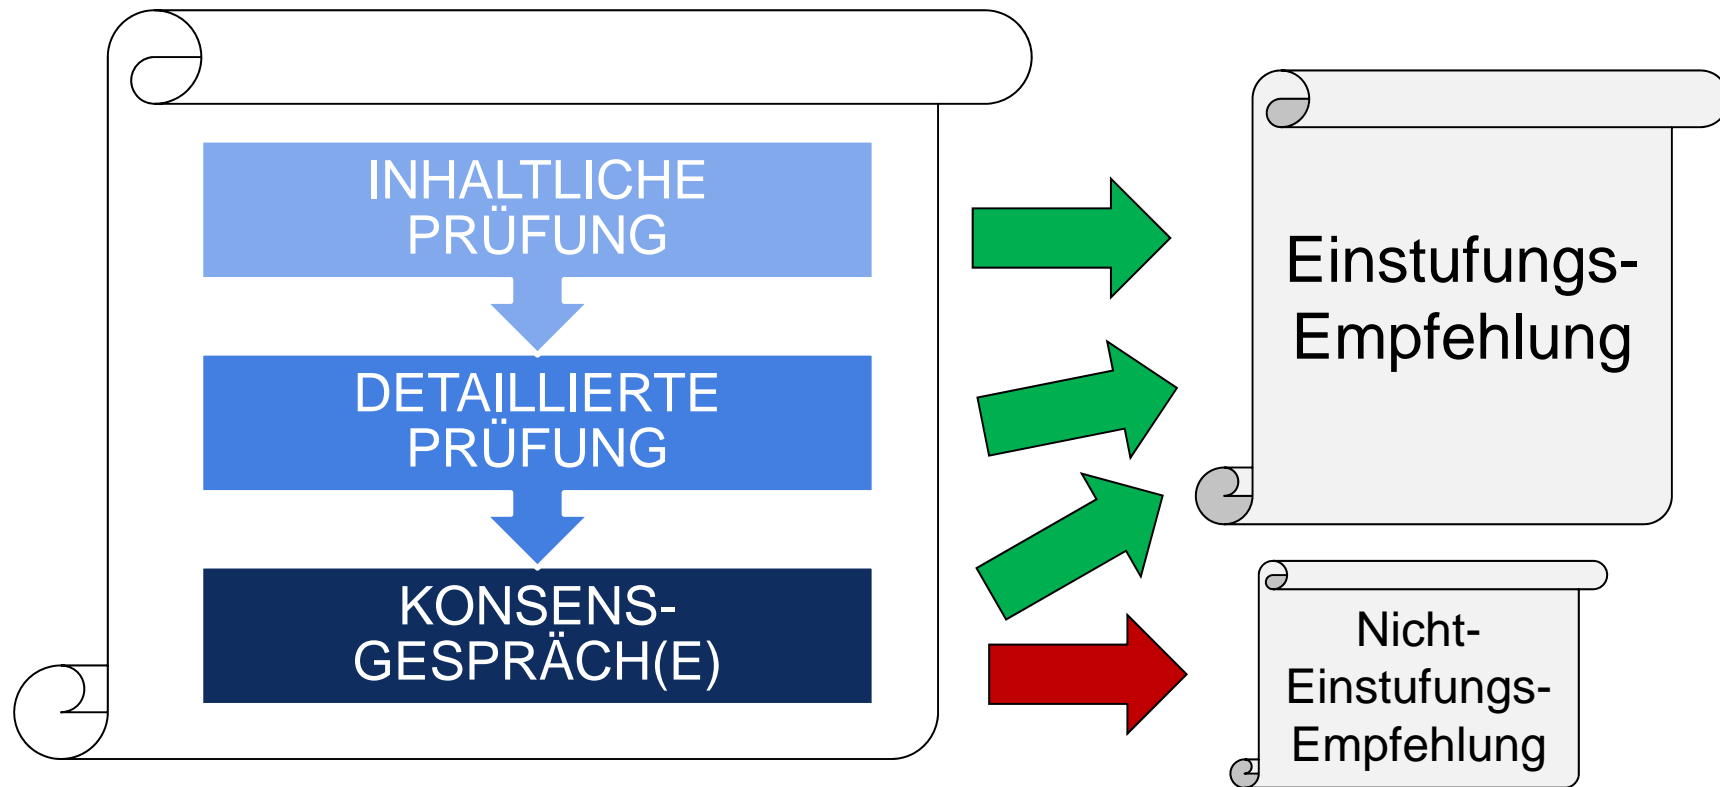 INHALTLICHE
PRÜFUNG
DETAILLIERTE
PRÜFUNG
KONSENS-
GESPRÄCH(E)
Einstufungs-
Empfehlung
Nicht-
Einstufungs-
Empfehlung